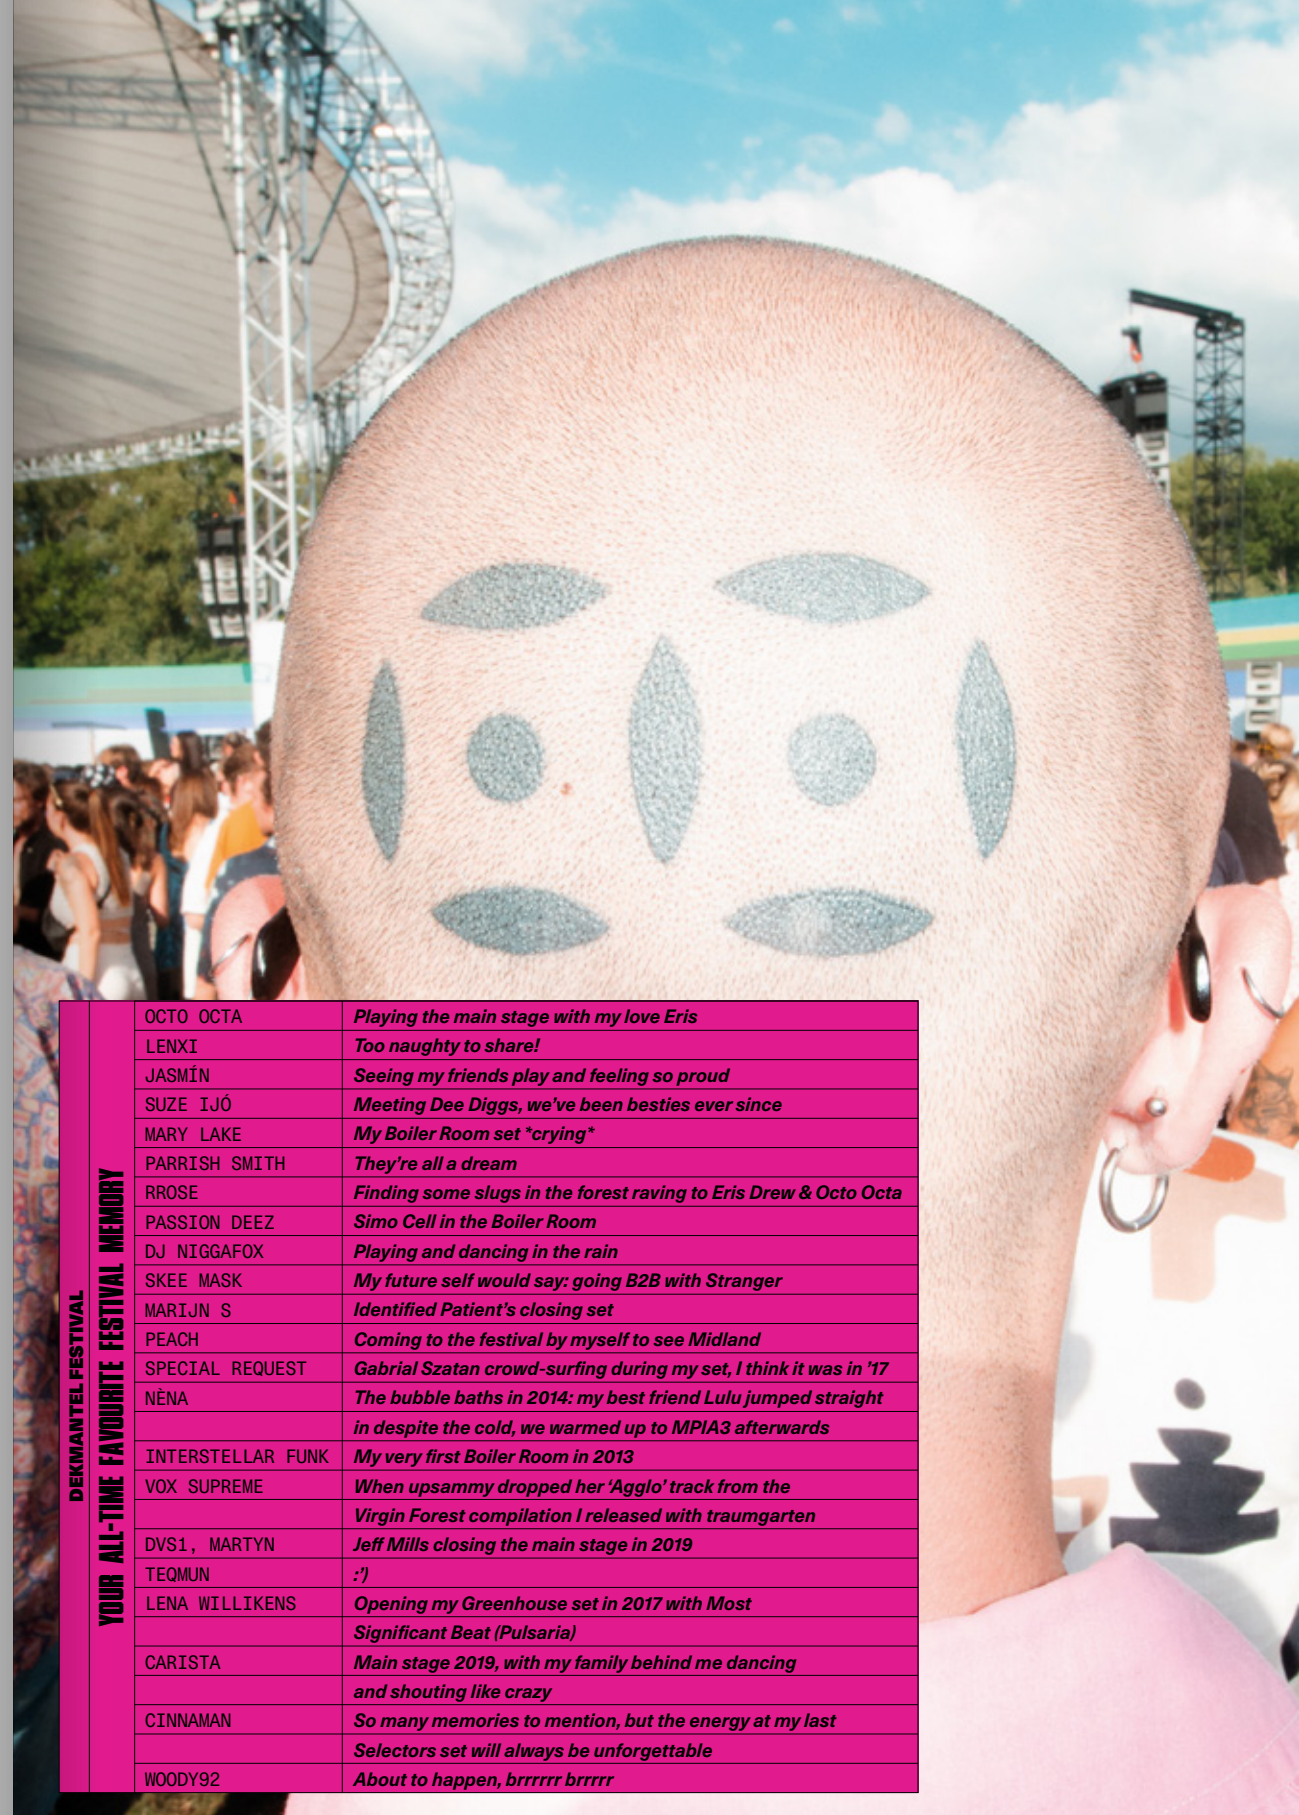 DEKMANTEL FESTIVAL
YOUR ALL-TIME FAVOURITE FESTIVAL MEMORY
OCTO OCTA Playing the main stage with my love Eris
LENXI Too naughty to share!
JASMÍN Seeing my friends play and feeling so proud
SUZE IJÓ Meeting Dee Diggs, we've been besties ever since
MARY LAKE My Boiler Room set *crying*
PARRISH SMITH They're all a dream
RROSE Finding some slugs in the forest raving to Eris Drew & Octo Octa
PASSION DEEZ Simo Cell in the Boiler Room
DJ NIGGAFOX Playing and dancing in the rain
SKEE MASK My future self would say: going B2B with Stranger
MARIJN S Identified Patient's closing set
PEACH Coming to the festival by myself to see Midland
SPECIAL REQUEST Gabrial Szatan crowd-surfing during my set, I think it was in '17
NÈNA The bubble baths in 2014: my best friend Lulu jumped straight
in despite the cold, we warmed up to MPIA3 afterwards
INTERSTELLAR FUNK My very first Boiler Room in 2013
VOX SUPREME When upsammy dropped her 'Agglo' track from the
Virgin Forest compilation I released with traumgarten
DVS1, MARTYN Jeff Mills closing the main stage in 2019
TEQMUN :')
LENA WILLIKENS Opening my Greenhouse set in 2017 with Most
Significant Beat (Pulsaria)
CARISTA Main stage 2019, with my family behind me dancing
and shouting like crazy
CINNAMAN So many memories to mention, but the energy at my last
Selectors set will always be unforgettable
WOODY92 About to happen, brrrrrr brrrrr